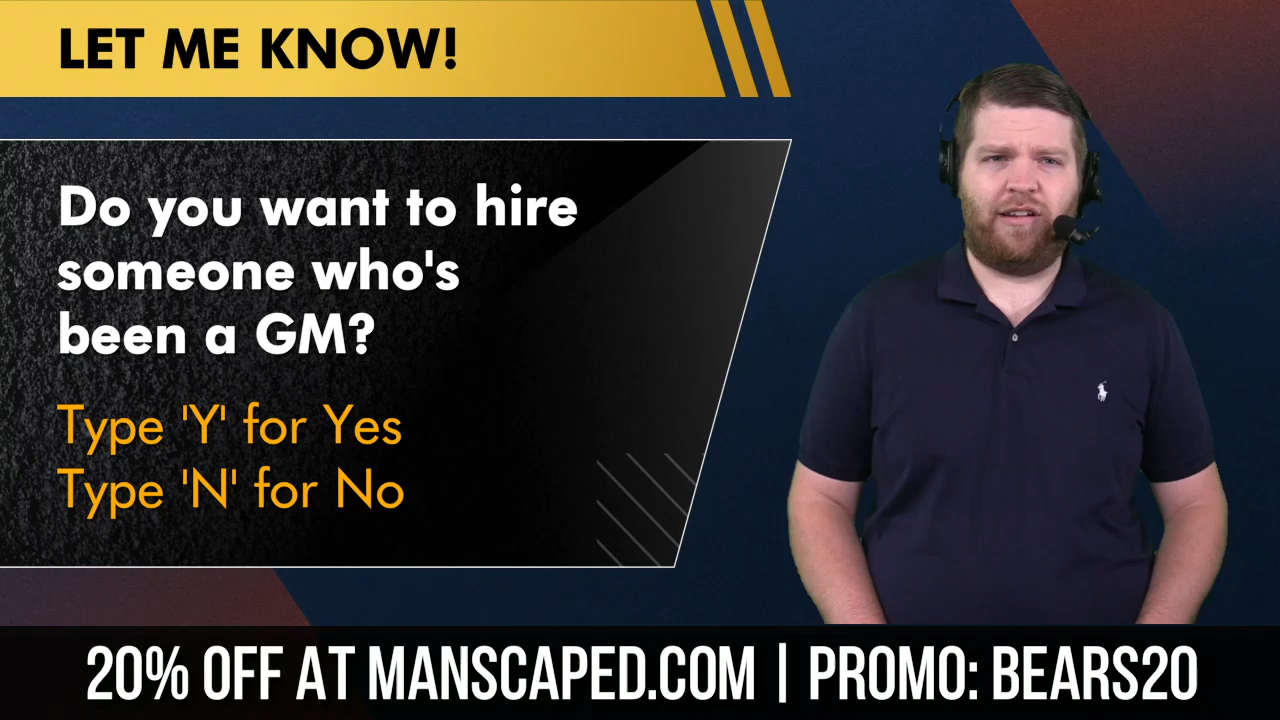 LET ME KNOW!
Do you want to hire
someone who's
been a GM?
Type 'Y' for Yes
Type 'N' for No
20% OFF AT MANSCAPED.COM | PROMO: BEARS20